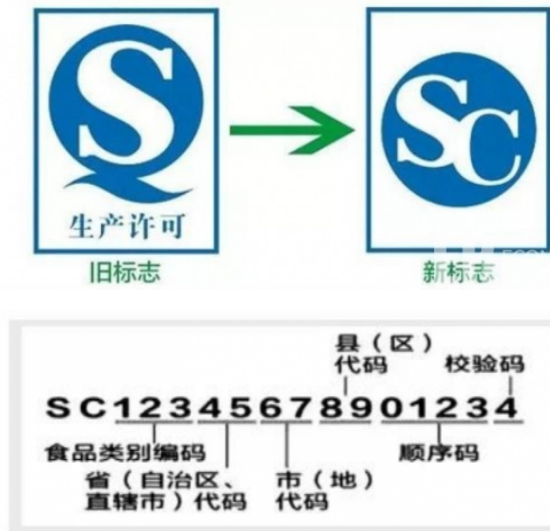 S
生产许可
旧标志
SC
新标志
县（区）
代码
校验码
SC12345678901234
食品类别编码
顺序码
省（自治区、
直辖市）代码
市（地）
代码